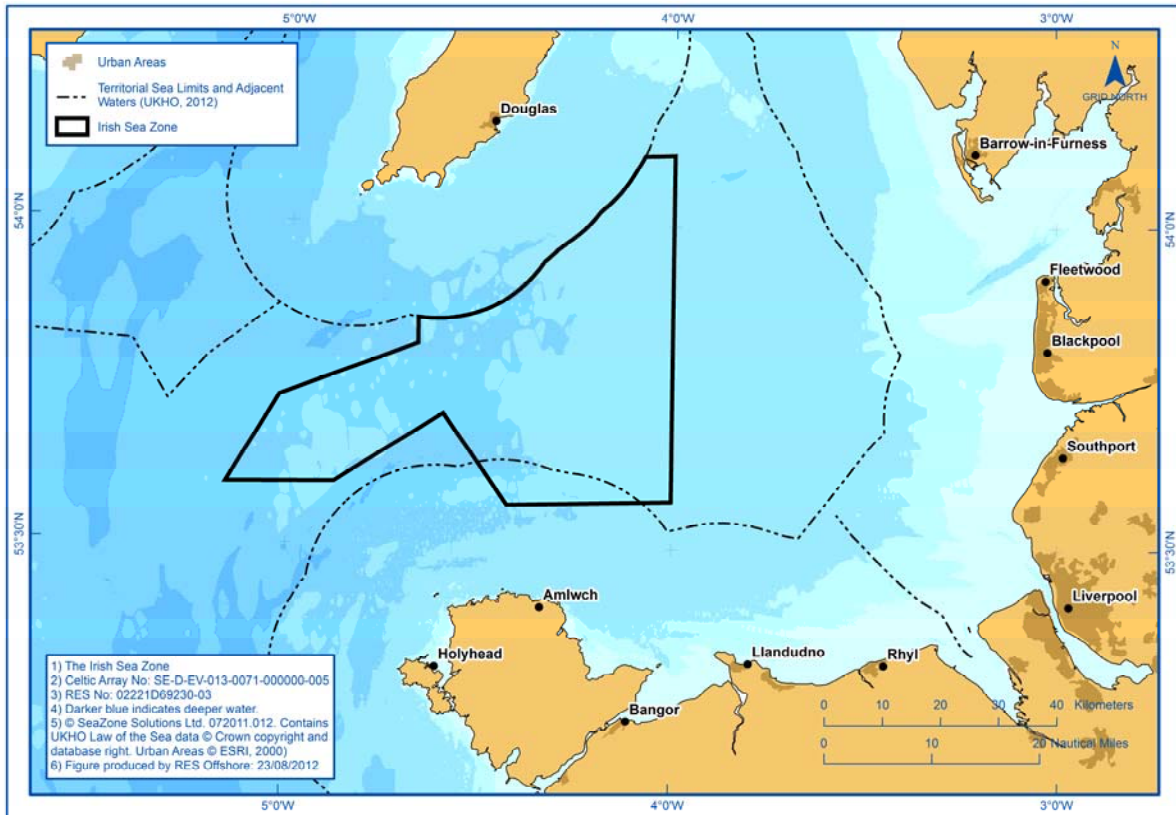 5°0'W
4°0'W
3°0'W
Urban Areas
Territorial Sea Limits and Adjacent
Waters (UKHO, 2012)
Irish Sea Zone
N
GRID NORTH
Douglas
Barrow-in-Furness
54°0'N
54°0'N
Fleetwood
Blackpool
Southport
53°30'N
53°30'N
Amlwch
Liverpool
Holyhead
Llandudno
Rhyl
Bangor
1) The Irish Sea Zone
2) Celtic Array No: SE-D-EV-013-0071-000000-005
3) RES No: 02221D69230-03
4) Darker blue indicates deeper water.
5) © SeaZone Solutions Ltd. 072011.012. Contains
UKHO Law of the Sea data © Crown copyright and
database right. Urban Areas © ESRI, 2000)
6) Figure produced by RES Offshore: 23/08/2012
0 10 20 30 40 Kilometers
0 10 20 Nautical Miles
5°0'W
4°0'W
3°0'W